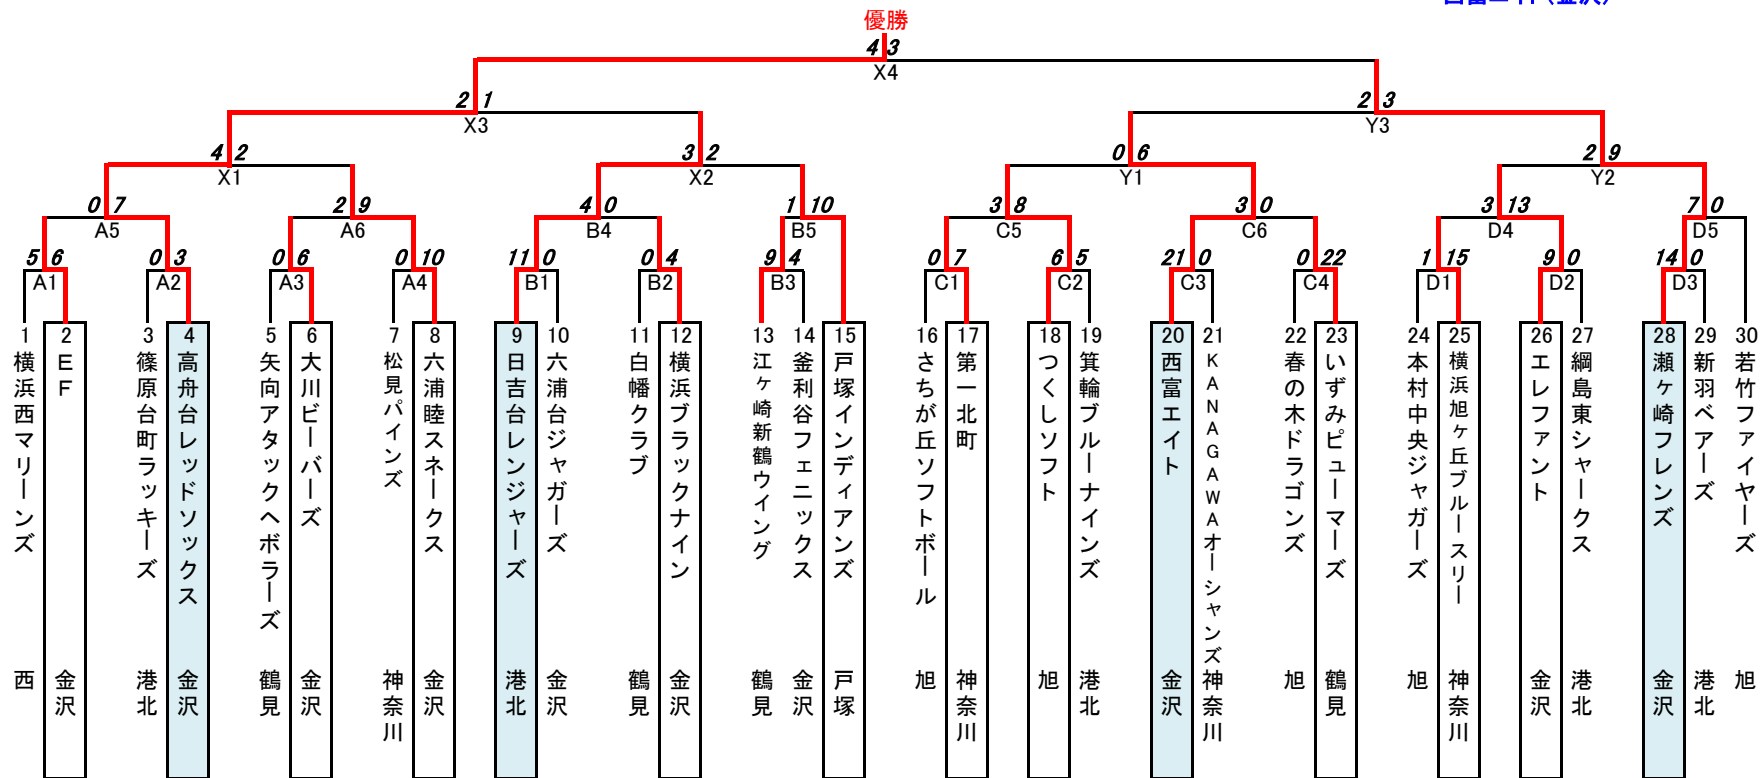 西富エイト(金沢)
優勝
4 3
X4
2 1
X3
2 3
Y3
4 2
X1
3 2
X2
0 6
Y1
2 9
Y2
0 7
A5
2 9
A6
4 0
B4
1 10
B5
3 8
C5
3 0
C6
3 13
D4
7 0
D5
5 6
A1
0 3
A2
0 6
A3
0 10
A4
11 0
B1
0 4
B2
9 4
B3
0 7
C1
6 5
C2
21 0
C3
0 22
C4
1 15
D1
9 0
D2
14 0
D3
1 横浜西マリーンズ 西
2 EF 金沢
3 篠原台町ラッキーズ 港北
4 高舟台レッドソックス 金沢
5 矢向アタックヘボラーズ 鶴見
6 大川ビーバーズ 金沢
7 松見パインズ 神奈川
8 六浦睦スネークス 金沢
9 日吉台レンジャーズ 港北
10 六浦台ジャガーズ 金沢
11 白幡クラブ 鶴見
12 横浜ブラックナイン 金沢
13 江ヶ崎新鶴ウイング 鶴見
14 釜利谷フェニックス 金沢
15 戸塚インディアンズ 戸塚
16 さちが丘ソフトボール 旭
17 第一北町 神奈川
18 つくしソフト 旭
19 箕輪ブルーナインズ 港北
20 西富エイト 金沢
21 KANAGAWAオーシャンズ 神奈川
22 春の木ドラゴンズ 旭
23 いずみピューマーズ 鶴見
24 本村中央ジャガーズ 旭
25 横浜旭ヶ丘ブルースリー 神奈川
26 エレファント 金沢
27 綱島東シャークス 港北
28 瀬ヶ崎フレンズ 金沢
29 新羽ベアーズ 港北
30 若竹ファイヤーズ 旭